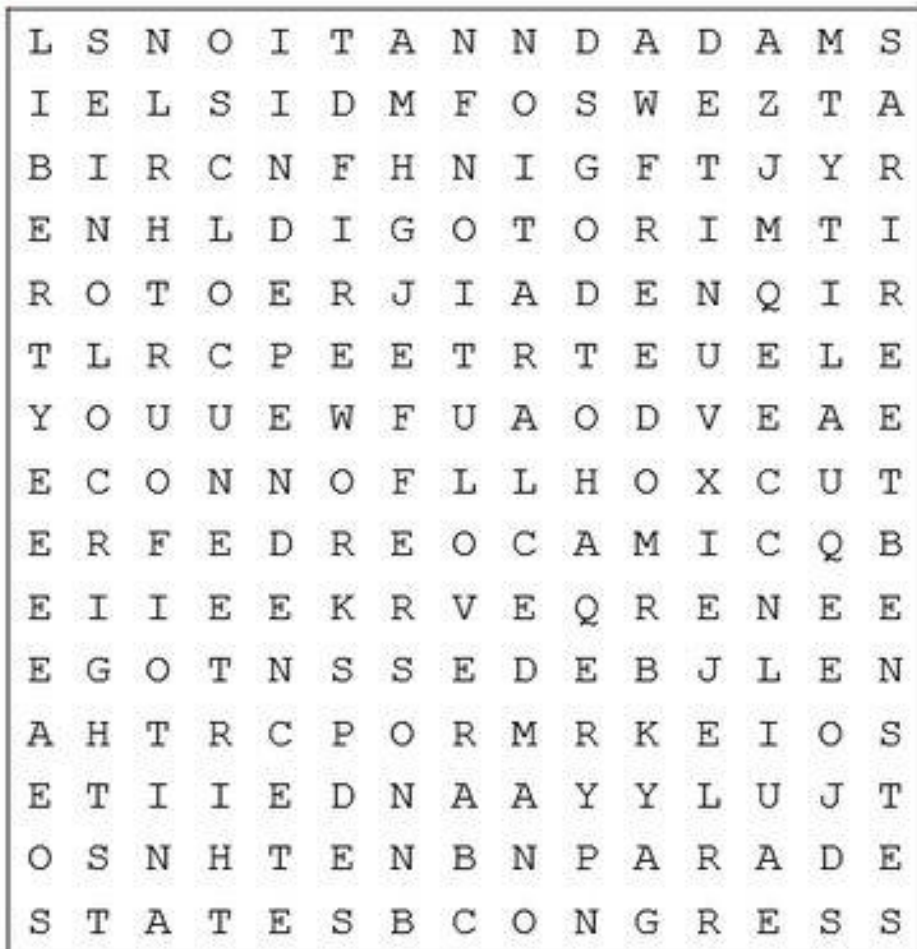 L S N O I T A N N D A D A M S
I E L S I D M F O S W E Z T A
B I R C N F H N I G F T J Y R
E N H L D I G O T O R I M T I
R O T O E R J I A D E N Q I R
T L R C P E E T R T E U E L E
Y O U U E W F U A O D V E A E
E C O N N O F L L H O X C U T
E R F E D R E O C A M I C Q B
E I I E E K R V E Q R E N E E
E G O T N S S E D E B J L E N
A H T R C P O R M R K E I O S
E T I I E D N A A Y Y L U J T
O S N H T E N B N P A R A D E
S T A T E S B C O N G R E S S